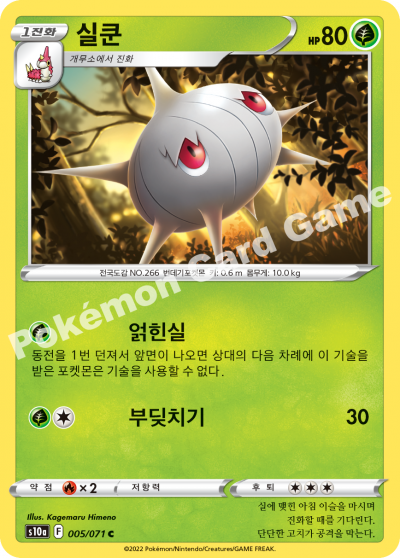 1진화
실쿤
HP 80
개무소에서 진화
전국도감 NO.266 번데기포켓몬 키: 0.6 m 몸무게: 10.0 kg
Pokémon Card Game
얽힌실
동전을 1번 던져서 앞면이 나오면 상대의 다음 차례에 이 기술을
받은 포켓몬은 기술을 사용할 수 없다.
부딪치기 30
약점 ×2 저항력 후퇴
Illus. Kagemaru Himeno
s10a F 005/071 C
실에 맺힌 아침 이슬을 마시며
진화할 때를 기다린다.
단단한 고치가 공격을 막는다.
©2022 Pokémon/Nintendo/Creatures/GAME FREAK.